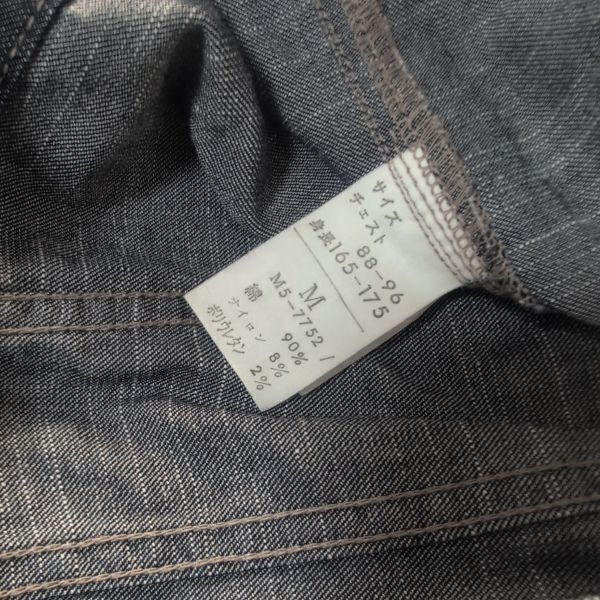 サイズ
チェスト 88-96
身長165-175
M
M5-7752 /
綿 90%
ナイロン 8%
ポリウレタン 2%